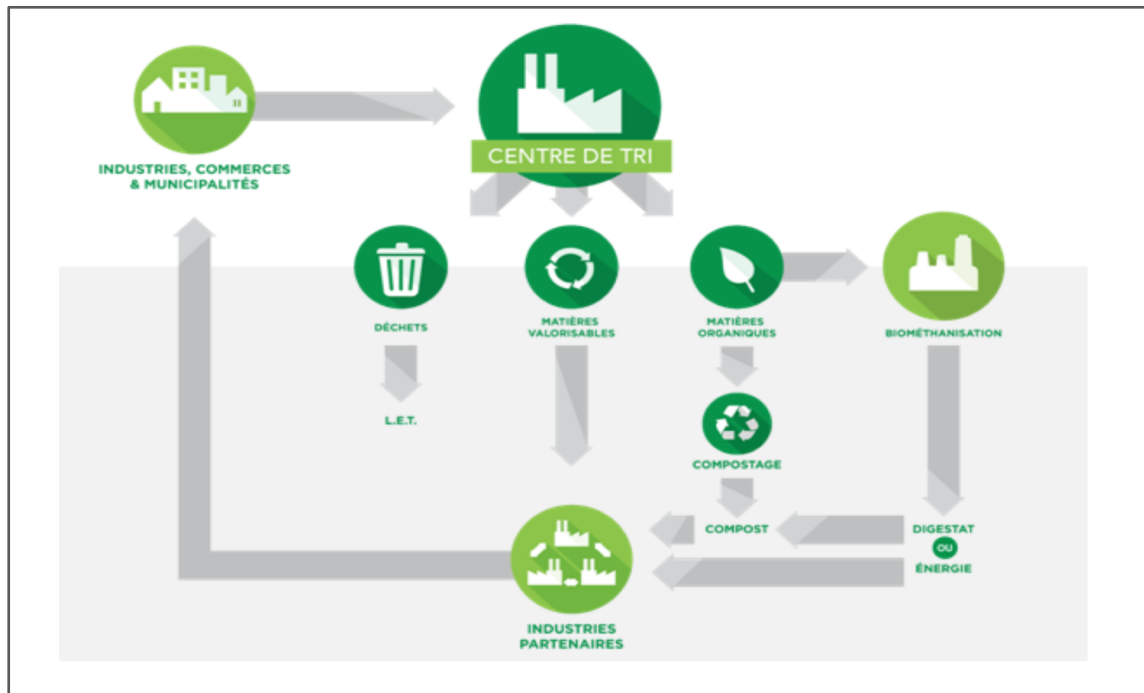 CENTRE DE TRI
INDUSTRIES, COMMERCES
& MUNICIPALITÉS
DÉCHETS
MATIÈRES
VALORISABLES
MATIÈRES
ORGANIQUES
BIOMÉTHANISATION
L.E.T.
COMPOSTAGE
COMPOST
DIGESTAT
OU
ÉNERGIE
INDUSTRIES
PARTENAIRES